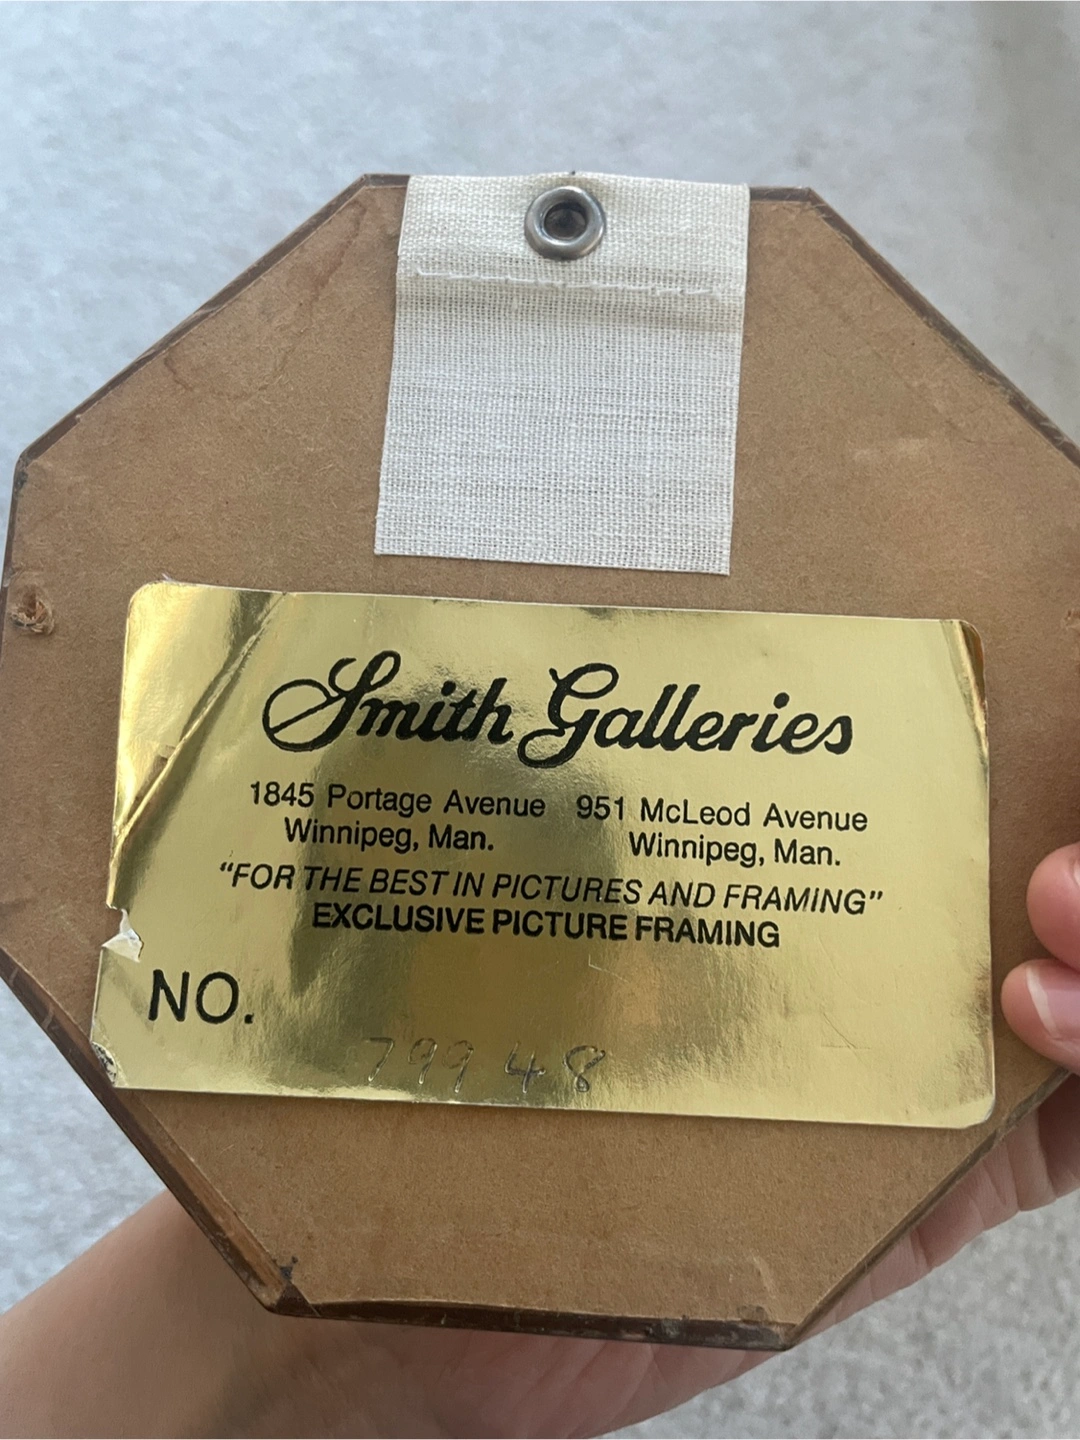 Smith Galleries
1845 Portage Avenue 951 McLeod Avenue
Winnipeg, Man. Winnipeg, Man.
“FOR THE BEST IN PICTURES AND FRAMING”
EXCLUSIVE PICTURE FRAMING
NO.
79948